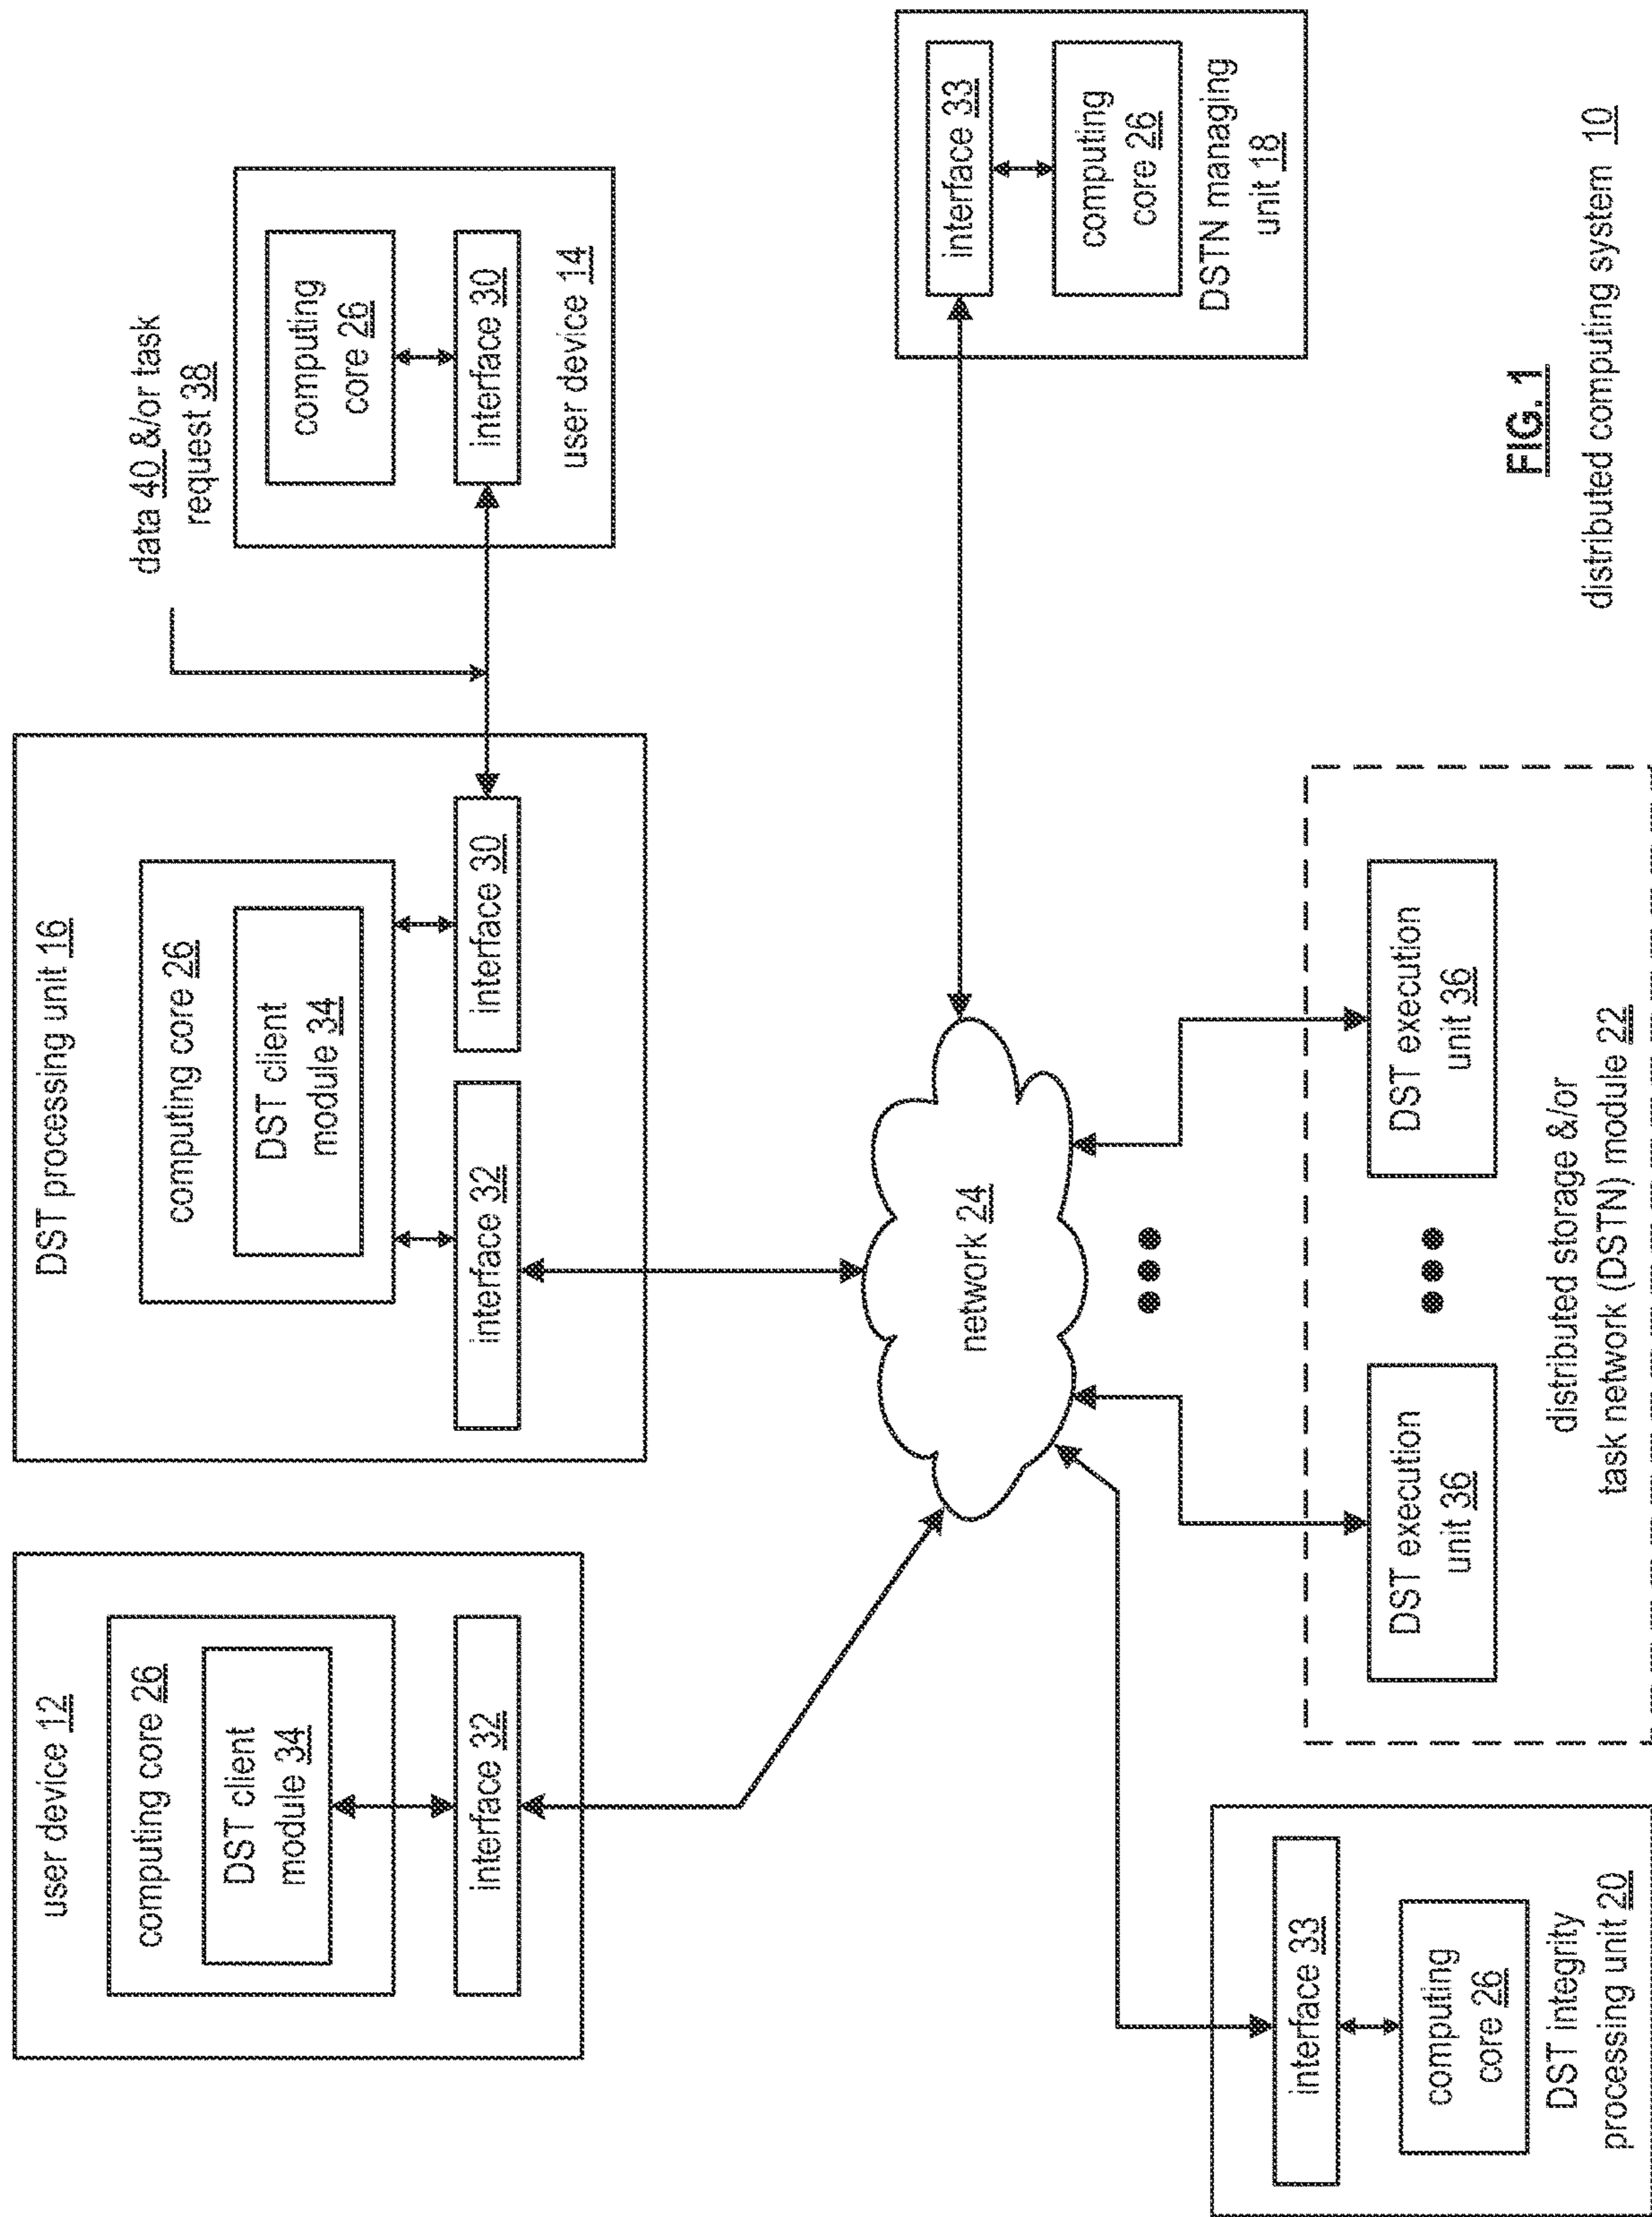 user device 12
computing core 26
DST client
module 34
interface 32
DST processing unit 16
computing core 26
DST client
module 34
interface 32
interface 30
data 40 &/or task
request 38
computing
core 26
interface 30
user device 14
network 24
interface 33
computing
core 26
DSTN managing
unit 18
interface 33
computing
core 26
DST integrity
processing unit 20
DST execution
unit 36
DST execution
unit 36
distributed storage &/or
task network (DSTN) module 22
FIG. 1
distributed computing system 10